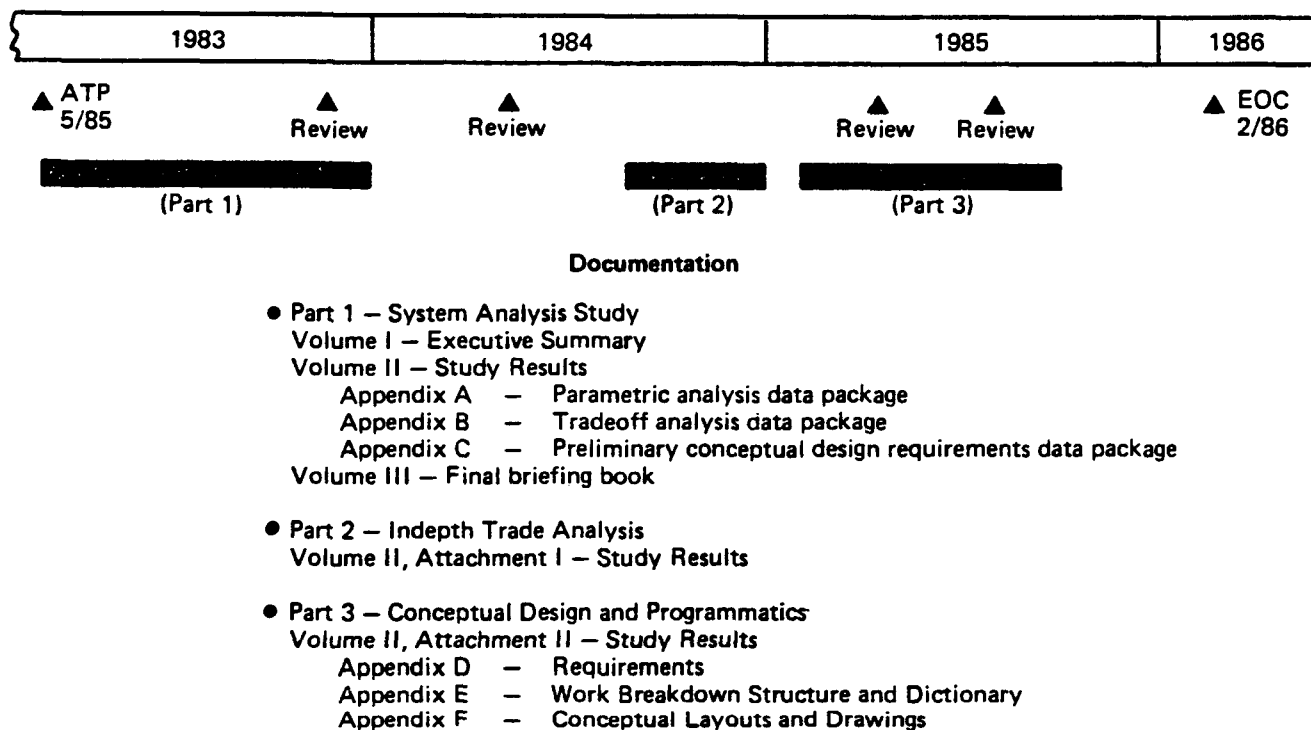 1983 1984 1985 1986
ATP EOC
5/85 Review Review Review Review 2/86
(Part 1) (Part 2) (Part 3)
Documentation
● Part 1 – System Analysis Study
Volume I – Executive Summary
Volume II – Study Results
Appendix A – Parametric analysis data package
Appendix B – Tradeoff analysis data package
Appendix C – Preliminary conceptual design requirements data package
Volume III – Final briefing book
● Part 2 – Indepth Trade Analysis
Volume II, Attachment I – Study Results
● Part 3 – Conceptual Design and Programmatics
Volume II, Attachment II – Study Results
Appendix D – Requirements
Appendix E – Work Breakdown Structure and Dictionary
Appendix F – Conceptual Layouts and Drawings